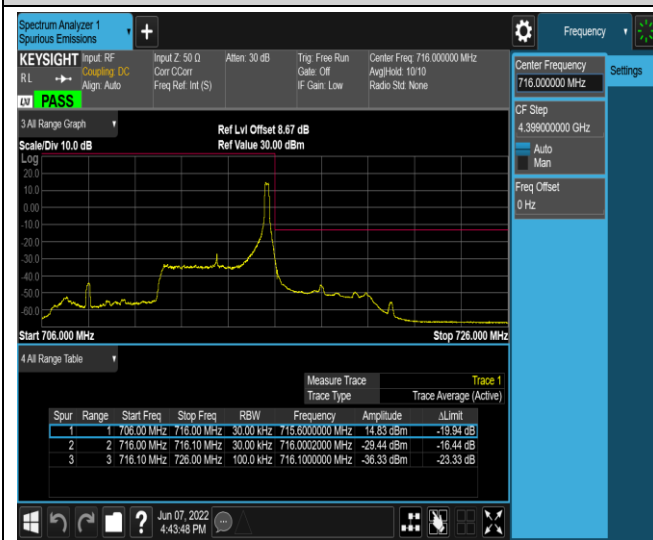 Spectrum Analyzer 1
Spurious Emissions
+
Frequency
KEYSIGHT Input: RF Input Z: 50 Ω Atten: 30 dB Trig: Free Run Center Freq: 716.000000 MHz
RL Coupling: DC Corr CCorr Gate: Off Avg|Hold: 10/10
Align: Auto Freq Ref: Int (S) IF Gain: Low Radio Std: None
LXI PASS
Center Frequency
716.000000 MHz
Settings
CF Step
4.399000000 GHz
Auto
Man
Freq Offset
0 Hz
3 All Range Graph
Ref Lvl Offset 8.67 dB
Scale/Div 10.0 dB Ref Value 30.00 dBm
Log
20.0
10.0
0.00
-10.0
-20.0
-30.0
-40.0
-50.0
-60.0
Start 706.000 MHz Stop 726.000 MHz
4 All Range Table
Measure Trace Trace 1
Trace Type Trace Average (Active)
Spur Range Start Freq Stop Freq RBW Frequency Amplitude ΔLimit
1 1 706.00 MHz 716.00 MHz 30.00 kHz 715.6000000 MHz 14.83 dBm -19.94 dB
2 2 716.00 MHz 716.10 MHz 30.00 kHz 716.0002000 MHz -29.44 dBm -16.44 dB
3 3 716.10 MHz 726.00 MHz 100.0 kHz 716.1000000 MHz -36.33 dBm -23.33 dB
? Jun 07, 2022
4:43:48 PM